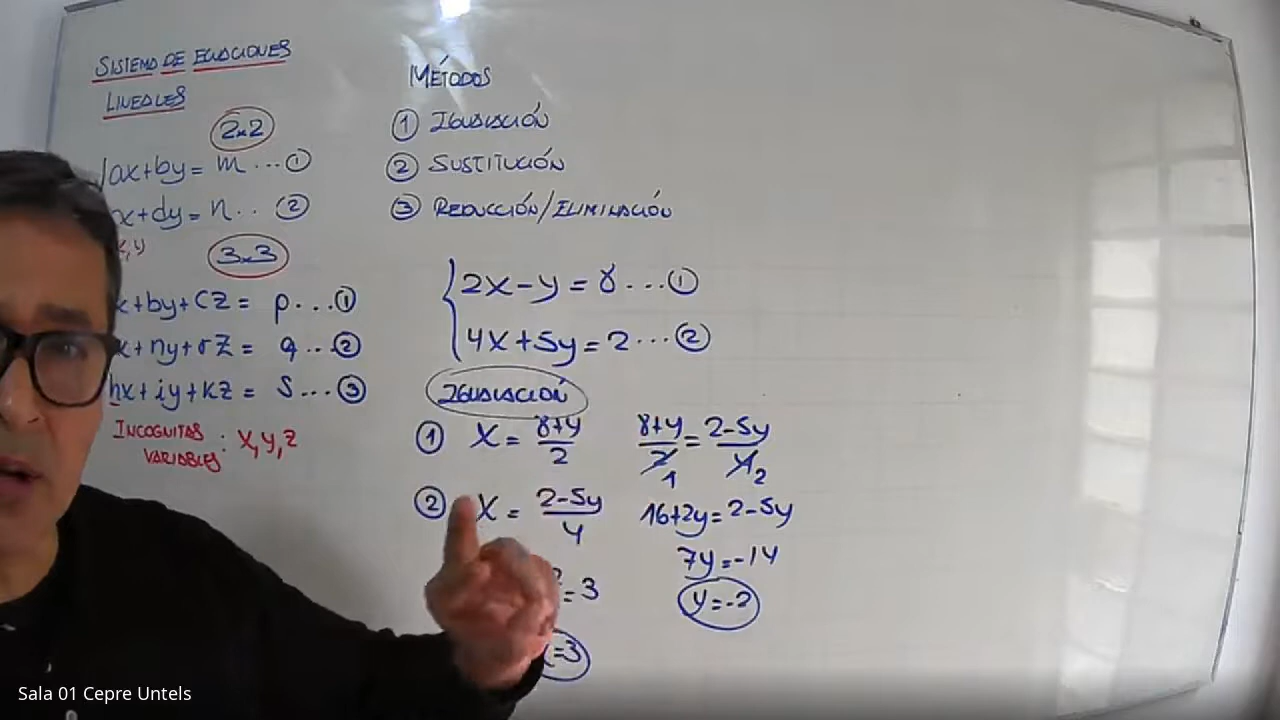 SISTEMA DE ECUACIONES
LINEALES
2x2
ax+by= m ... ①
x+dy= n .. ②
x,y
3x3
x+by+cz= p ... ①
x+ny+rz= q ... ②
hx+iy+kz= s ... ③
INCOGNITAS
VARIABLES : x,y,z
MÉTODOS
① IGUALACIÓN
② SUSTITUCIÓN
③ REDUCCIÓN/ELIMINACIÓN
2x-y=8 ... ①
4x+5y=2 ... ②
IGUALACIÓN
① x = 8+y/2
② x = 2-5y/4
=3
=3
8+y/2 1 = 2-5y/4 2
16+2y=2-5y
7y=-14
y=-2
Sala 01 Cepre Untels